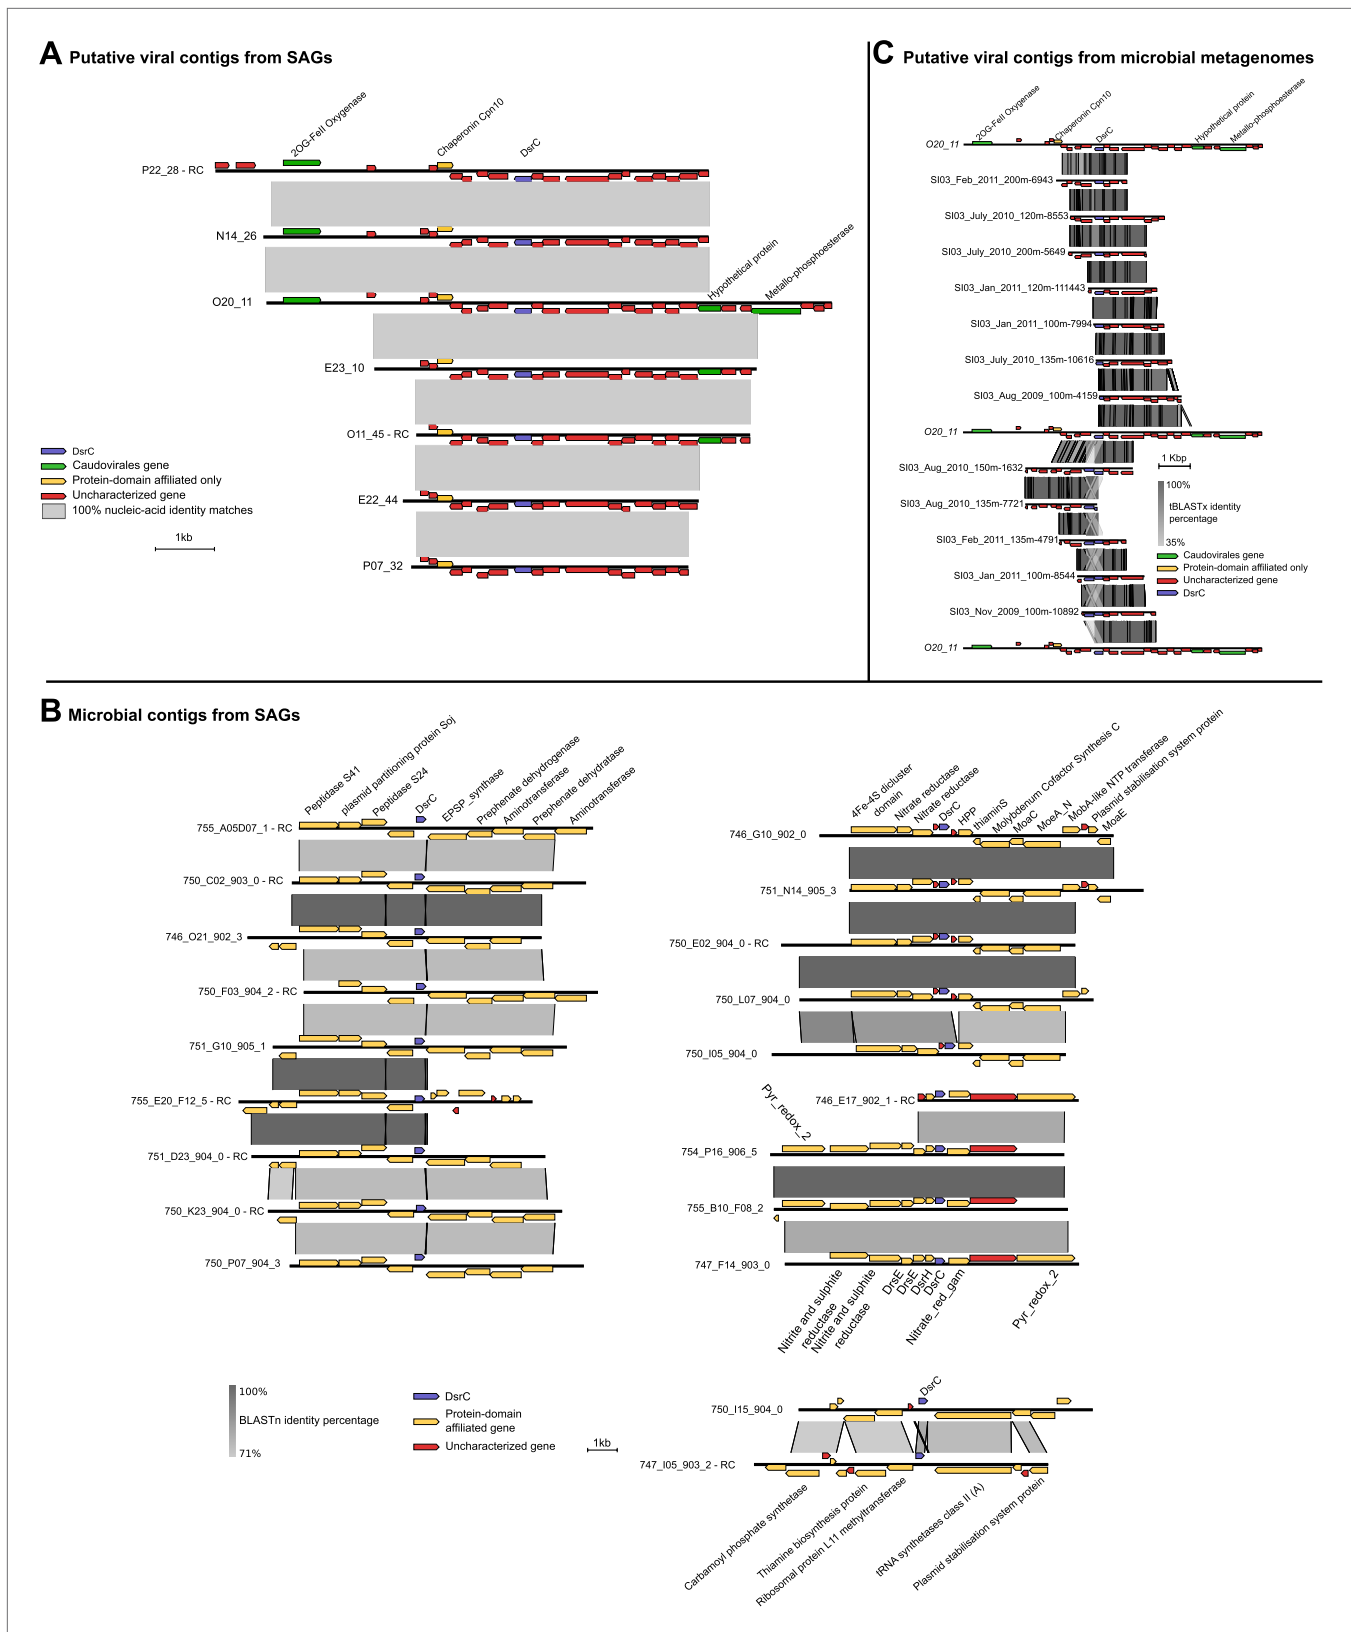 A Putative viral contigs from SAGs
2OG-FeII Oxygenase
Chaperonin Cpn10
DsrC
P22_28 - RC
N14_26
O20_11
Hypothetical protein
Metallo-phosphoesterase
E23_10
O11_45 - RC
E22_44
P07_32
DsrC
Caudovirales gene
Protein-domain affiliated only
Uncharacterized gene
100% nucleic-acid identity matches
1kb
C Putative viral contigs from microbial metagenomes
2OG-FeII Oxygenase
Chaperonin Cpn10
DsrC
Hypothetical protein
Metallo-phosphoesterase
O20_11
SI03_Feb_2011_200m-6943
SI03_July_2010_120m-8553
SI03_July_2010_200m-5649
SI03_Jan_2011_120m-111443
SI03_Jan_2011_100m-7994
SI03_July_2010_135m-10616
SI03_Aug_2009_100m-4159
O20_11
SI03_Aug_2010_150m-1632
SI03_Aug_2010_135m-7721
SI03_Feb_2011_135m-4791
SI03_Jan_2011_100m-8544
SI03_Nov_2009_100m-10892
O20_11
1 Kbp
100%
tBLASTx identity
percentage
35%
Caudovirales gene
Protein-domain affiliated only
Uncharacterized gene
DsrC
B Microbial contigs from SAGs
Peptidase S41
plasmid partitioning protein Soj
Peptidase S24
DsrC
EPSP_synthase
Prephenate dehydrogenase
Aminotransferase
Prephenate dehydratase
Aminotransferase
755_A05D07_1 - RC
750_C02_903_0 - RC
746_O21_902_3
750_F03_904_2 - RC
751_G10_905_1
755_E20_F12_5 - RC
751_D23_904_0 - RC
750_K23_904_0 - RC
750_P07_904_3
4Fe-4S dicluster
domain
Nitrate reductase
Nitrate reductase
DsrC
HPP
thiaminS
Molybdenum Cofactor Synthesis C
MoaC
MoeA_N
MobA-like NTP transferase
Plasmid stabilisation system protein
MoaE
746_G10_902_0
751_N14_905_3
750_E02_904_0 - RC
750_L07_904_0
750_I05_904_0
746_E17_902_1 - RC
Pyr_redox_2
754_P16_906_5
755_B10_F08_2
747_F14_903_0
Nitrite and sulphite
reductase
Nitrite and sulphite
reductase
DrsE
DrsE
DsrH
DsrC
Nitrate_red_gam
Pyr_redox_2
100%
BLASTn identity percentage
71%
DsrC
Protein-domain
affiliated gene
Uncharacterized gene
1kb
DsrC
750_I15_904_0
747_I05_903_2 - RC
Carbamoyl phosphate synthetase
Thiamine biosynthesis protein
Ribosomal protein L11 methyltransferase
tRNA synthetases class II (A)
Plasmid stabilisation system protein